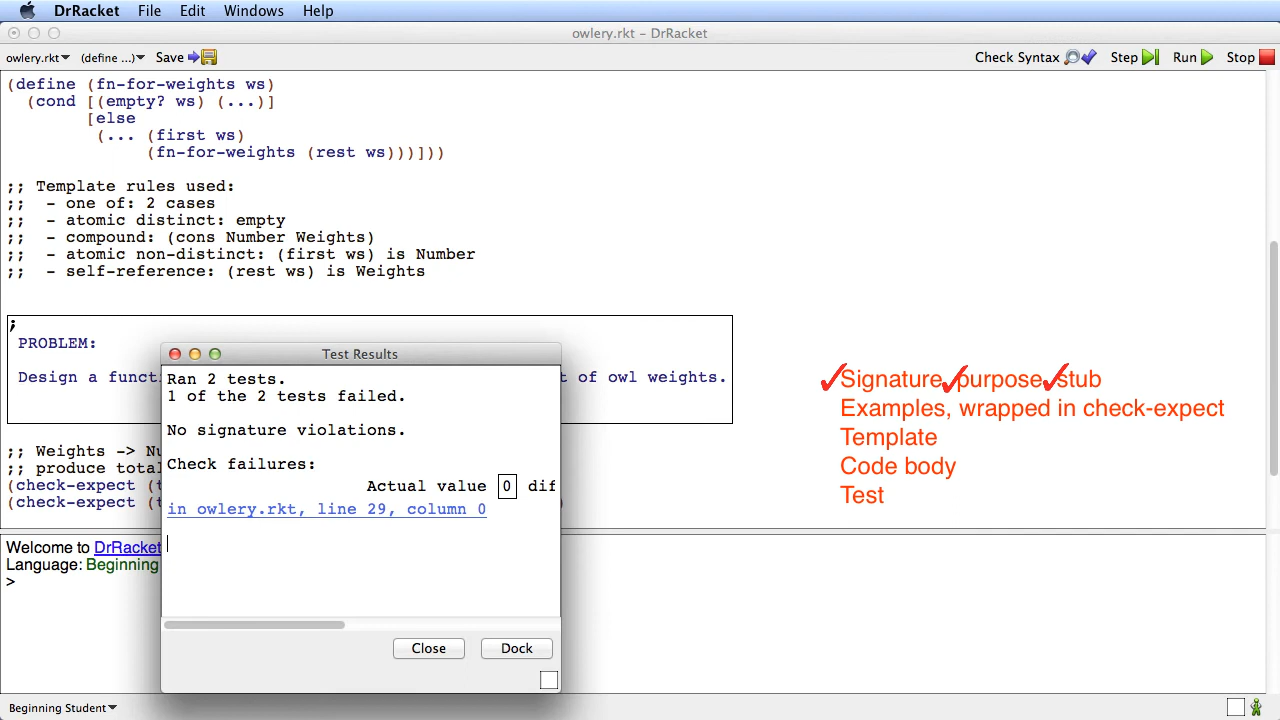 DrRacket File Edit Windows Help
owlery.rkt – DrRacket
owlery.rkt (define ...) Save Check Syntax Step Run Stop
(define (fn-for-weights ws)
(cond [(empty? ws) (...)]
[else
(... (first ws)
(fn-for-weights (rest ws)))]))
;; Template rules used:
;; - one of: 2 cases
;; - atomic distinct: empty
;; - compound: (cons Number Weights)
;; - atomic non-distinct: (first ws) is Number
;; - self-reference: (rest ws) is Weights
;
PROBLEM:
Design a t of owl weights.
;; Weights ->
;; produce
(check-expect
(check-expect )
Test Results
Ran 2 tests.
1 of the 2 tests failed.
No signature violations.
Check failures:
Actual value 0
in owlery.rkt, line 29, column 0
Close Dock
Signature, purpose, stub
Examples, wrapped in check-expect
Template
Code body
Test
Welcome to DrRacket
Language: Beginning
>
Beginning Student